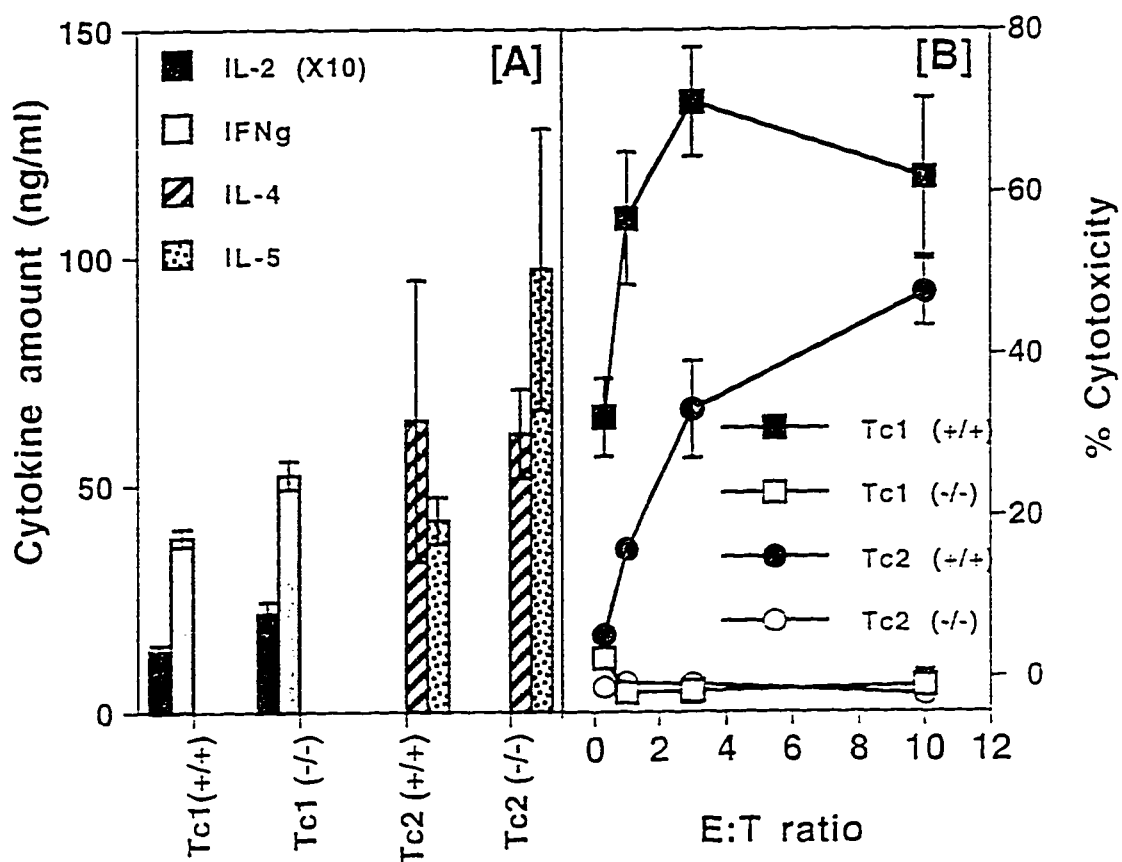 150
100
50
0
Cytokine amount (ng/ml)
IL-2 (X10)
IFNg
IL-4
IL-5
[A]
Tc1(+/+)
Tc1 (-/-)
Tc2 (+/+)
Tc2 (-/-)
[B]
80
60
40
20
0
% Cytotoxicity
Tc1 (+/+)
Tc1 (-/-)
Tc2 (+/+)
Tc2 (-/-)
0 2 4 6 8 10 12
E:T ratio